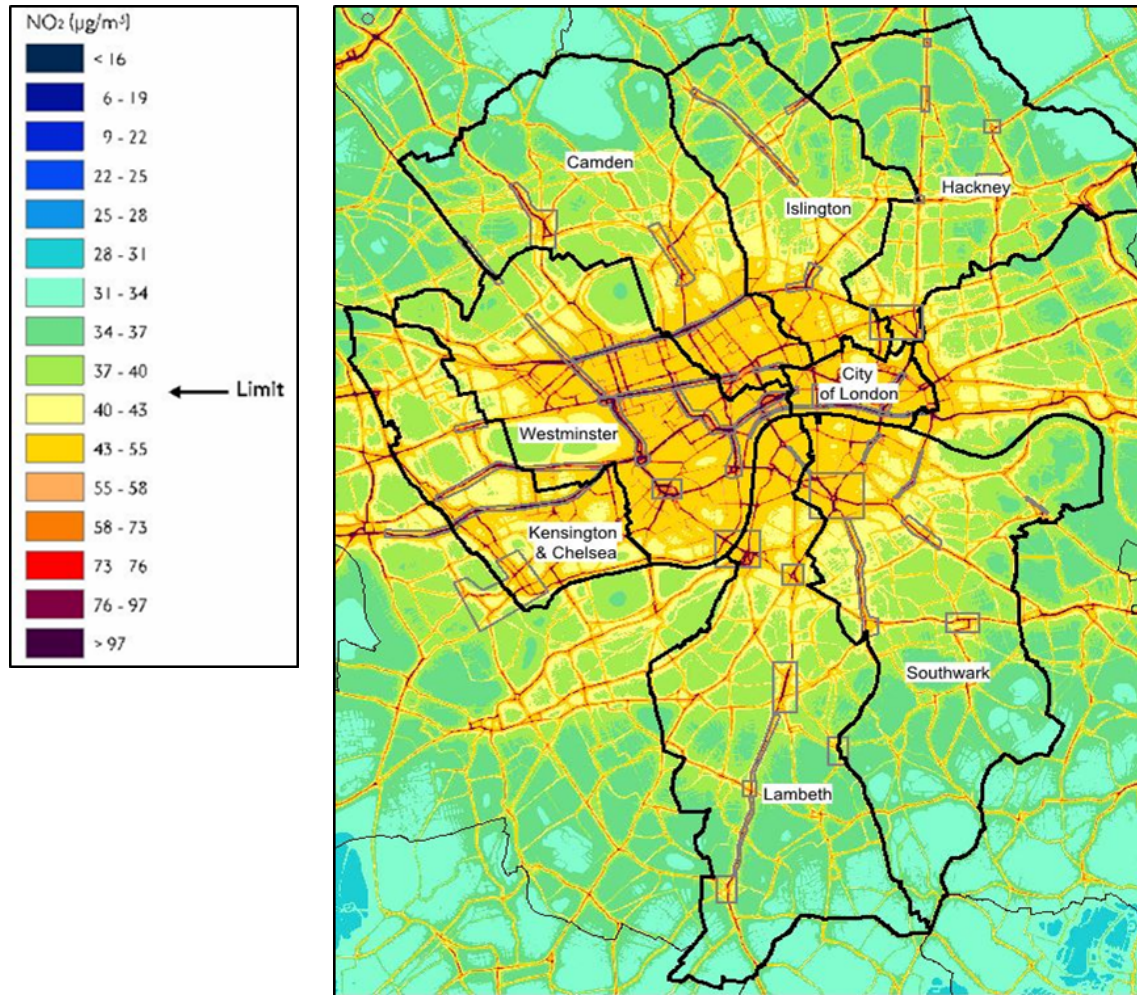 NO₂ (µg/m³)
< 16
6 - 19
9 - 22
22 - 25
25 - 28
28 - 31
31 - 34
34 - 37
37 - 40
Limit
40 - 43
43 - 55
55 - 58
58 - 73
73 76
76 - 97
> 97
Camden
Islington
Hackney
City
of London
Westminster
Kensington
& Chelsea
Southwark
Lambeth